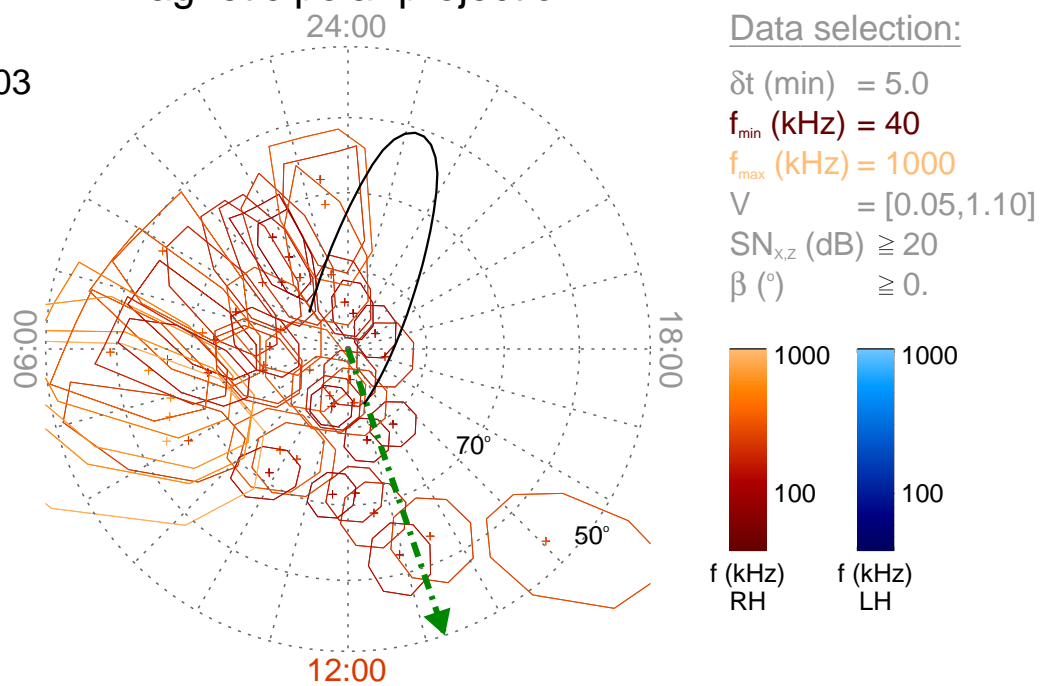 24:00
03
06:00
18:00
12:00
70°
50°
Data selection:
δt (min) = 5.0
fmin (kHz) = 40
fmax (kHz) = 1000
V = [0.05,1.10]
SNx,z (dB) ≧ 20
β (°) ≧ 0.
1000
1000
100
100
f (kHz)
f (kHz)
RH
LH